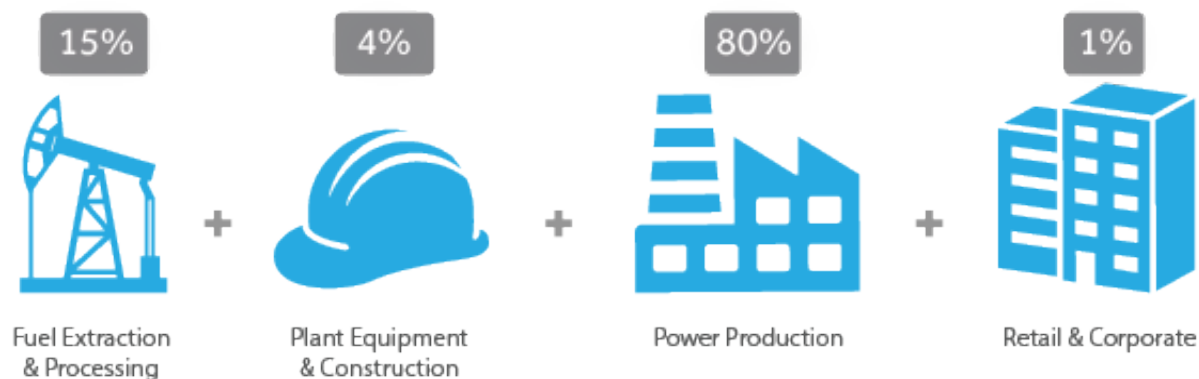 15%
4%
80%
1%
+
+
+
Fuel Extraction
& Processing
Plant Equipment
& Construction
Power Production
Retail & Corporate